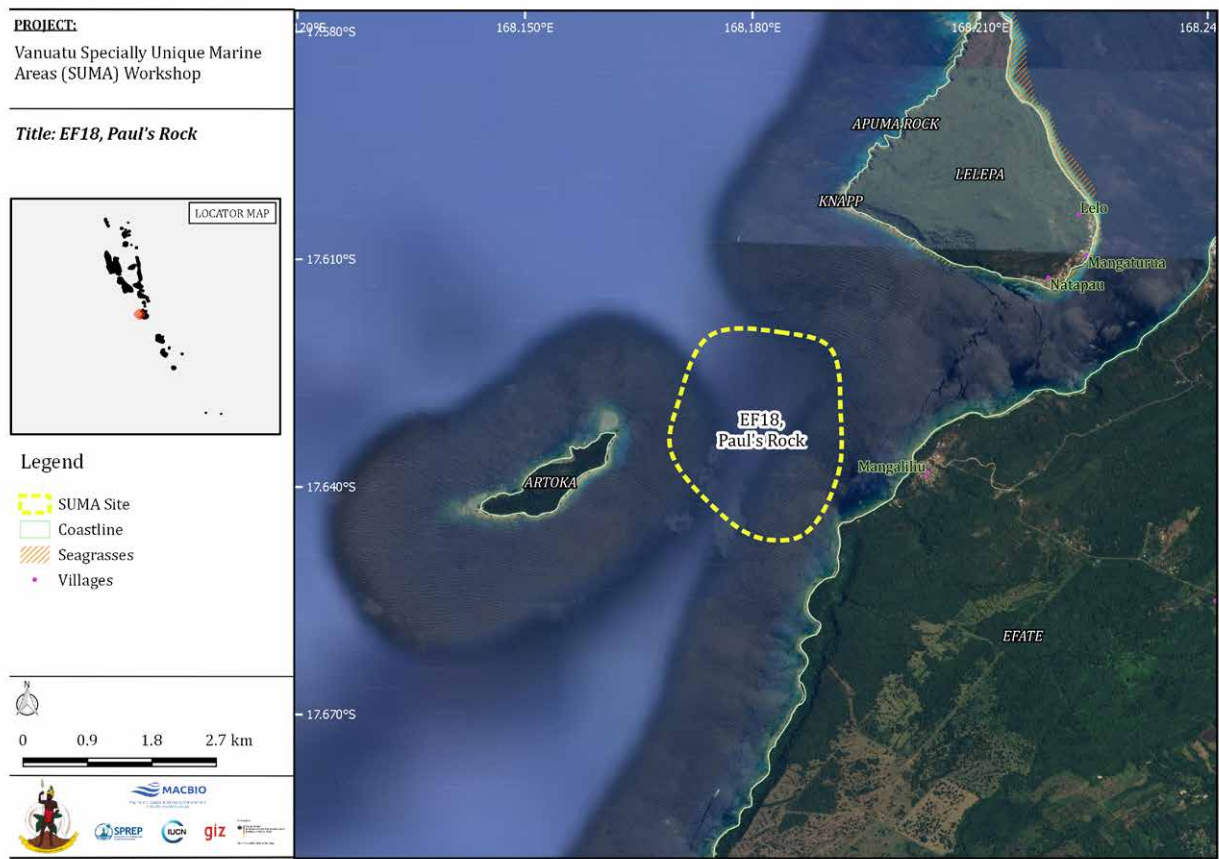 PROJECT:
Vanuatu Specially Unique Marine
Areas (SUMA) Workshop
Title: EF18, Paul's Rock
LOCATOR MAP
Legend
SUMA Site
Coastline
Seagrasses
Villages
N
0 0.9 1.8 2.7 km
MACBIO
SPREP
IUCN
giz
120°E 168.150°E 168.180°E 168.210°E 168.24
17.580°S
17.610°S
17.640°S
17.670°S
APUMA ROCK
LELEPA
KNAPP
Lelo
Mangaturua
Natapau
EF18,
Paul's Rock
Mangaliliu
ARTOKA
EFATE